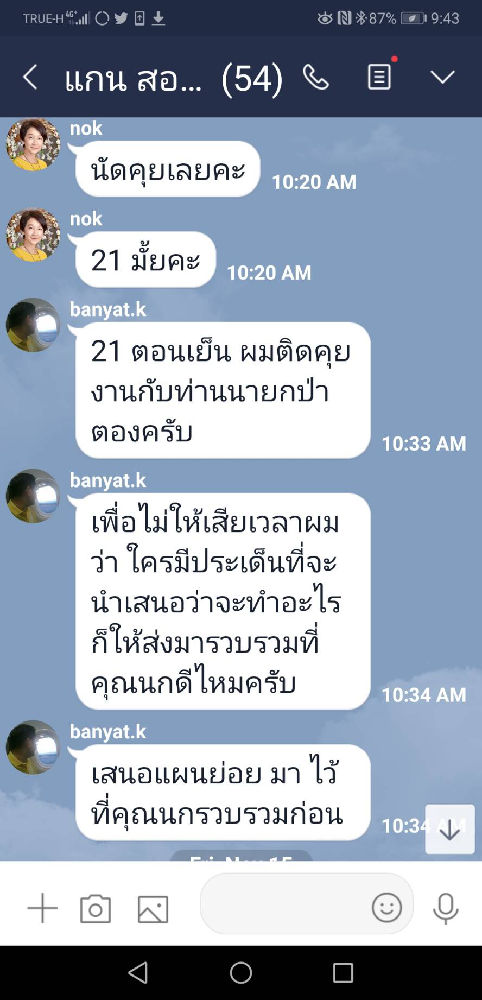 TRUE-H 4G+ 87% 9:43
แกน สอ... (54)
nok
นัดคุยเลยคะ
10:20 AM
nok
21 มั้ยคะ
10:20 AM
banyat.k
21 ตอนเย็น ผมติดคุย
งานกับท่านนายกป่า
ตองครับ
10:33 AM
banyat.k
เพื่อไม่ให้เสียเวลาผม
ว่า ใครมีประเด็นที่จะ
นำเสนอว่าจะทำอะไร
ก็ให้ส่งมารวบรวมที่
คุณนกดีไหมครับ
10:34 AM
banyat.k
เสนอแผนย่อย มา ไว้
ที่คุณนกรวบรวมก่อน
10:34 AM
Fri, Nov 15